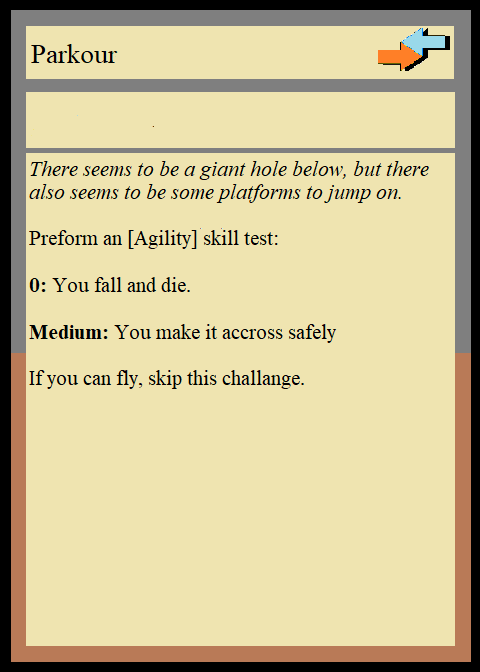 Parkour
There seems to be a giant hole below, but there
also seems to be some platforms to jump on.
Preform an [Agility] skill test:
0: You fall and die.
Medium: You make it accross safely
If you can fly, skip this challange.